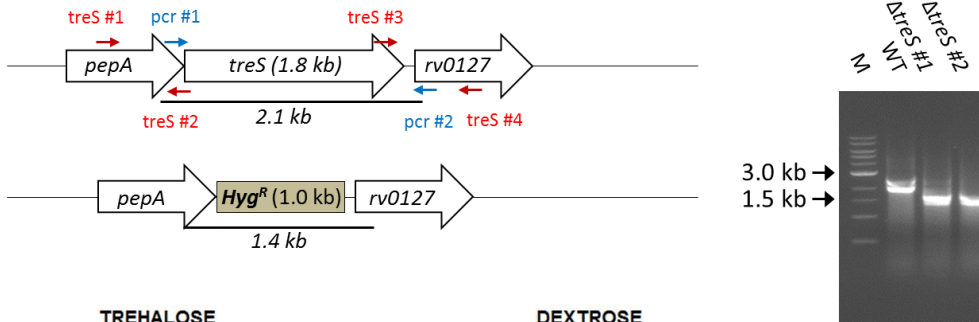 treS #1 pcr #1 treS #3
pepA treS (1.8 kb) rv0127
treS #2 2.1 kb pcr #2 treS #4
pepA Hyg^R (1.0 kb) rv0127
1.4 kb
TREHALOSE DEXTROSE
M WT ΔtreS #1 ΔtreS #2
3.0 kb
1.5 kb